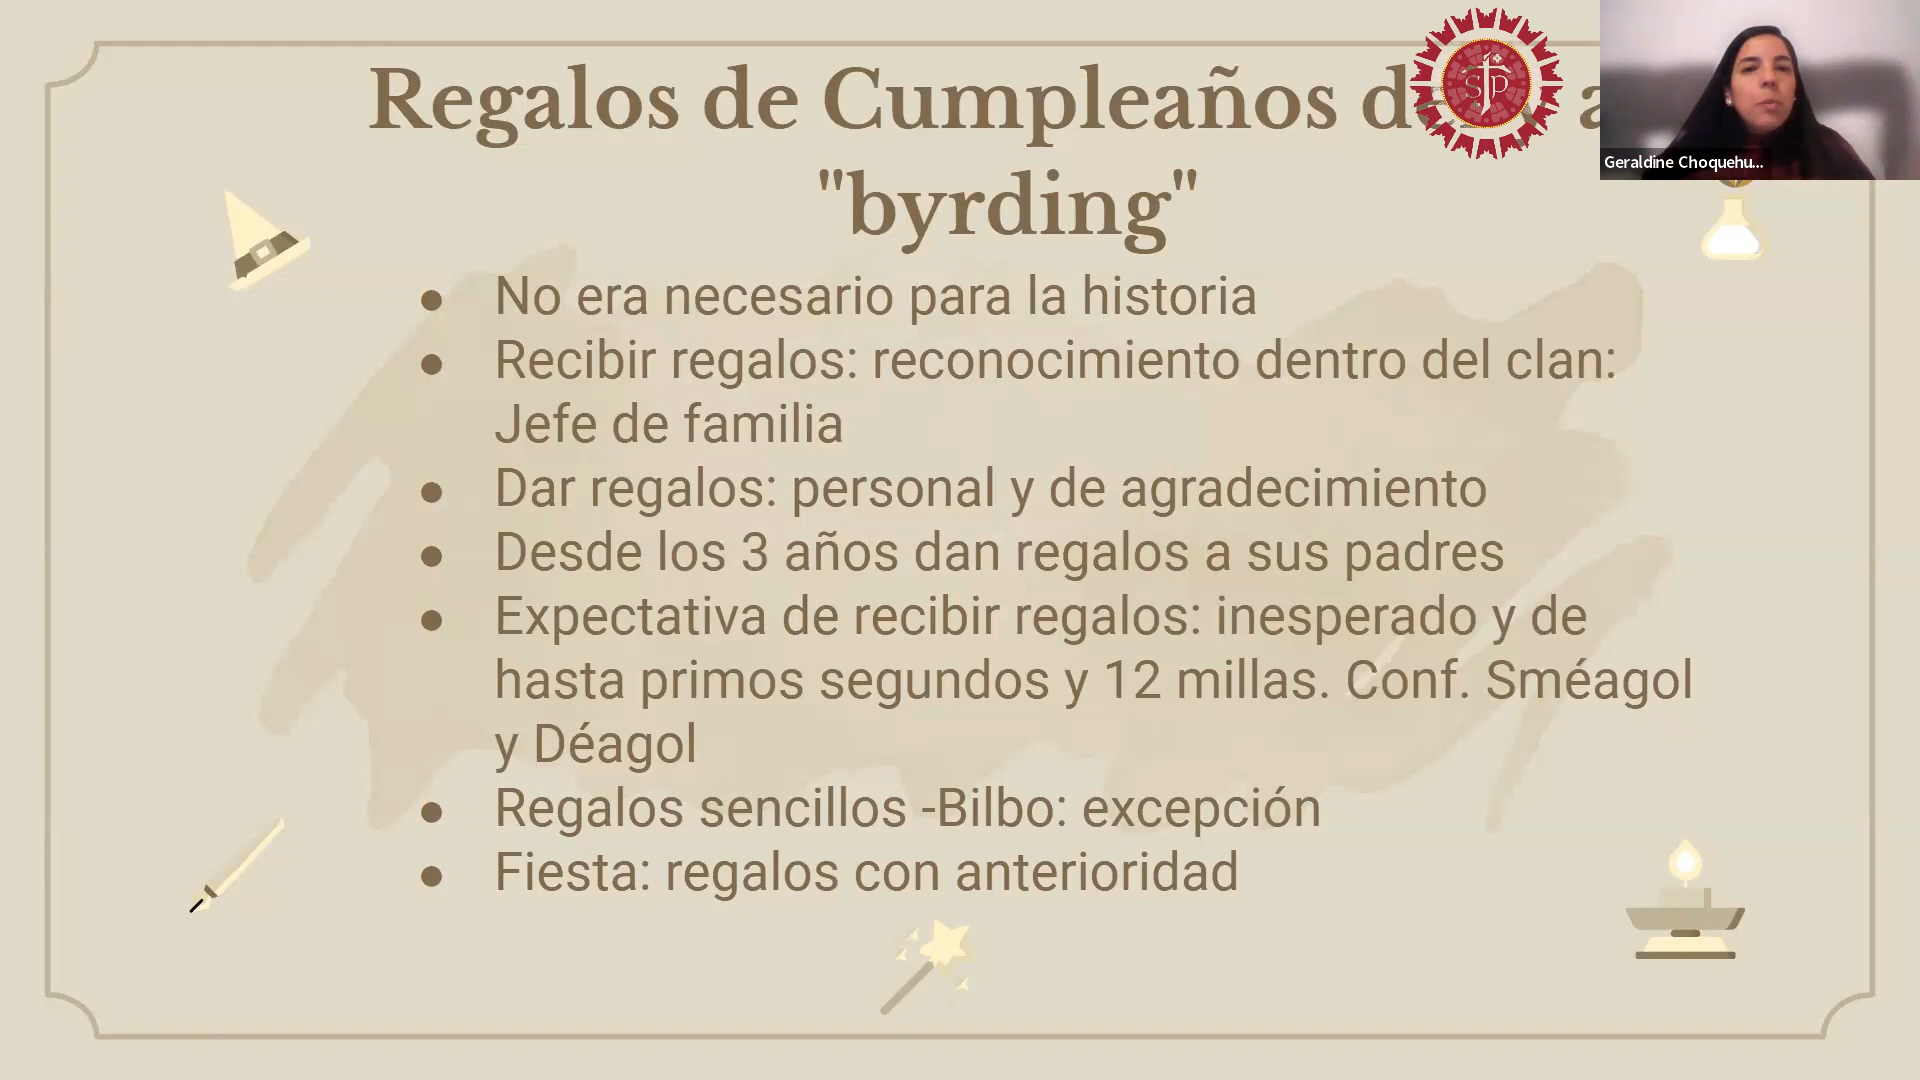 Regalos de Cumpleaños
"byrding"
● No era necesario para la historia
● Recibir regalos: reconocimiento dentro del clan:
Jefe de familia
● Dar regalos: personal y de agradecimiento
● Desde los 3 años dan regalos a sus padres
● Expectativa de recibir regalos: inesperado y de
hasta primos segundos y 12 millas. Conf. Sméagol
y Déagol
● Regalos sencillos -Bilbo: excepción
● Fiesta: regalos con anterioridad
STP
Geraldine Choquehu...